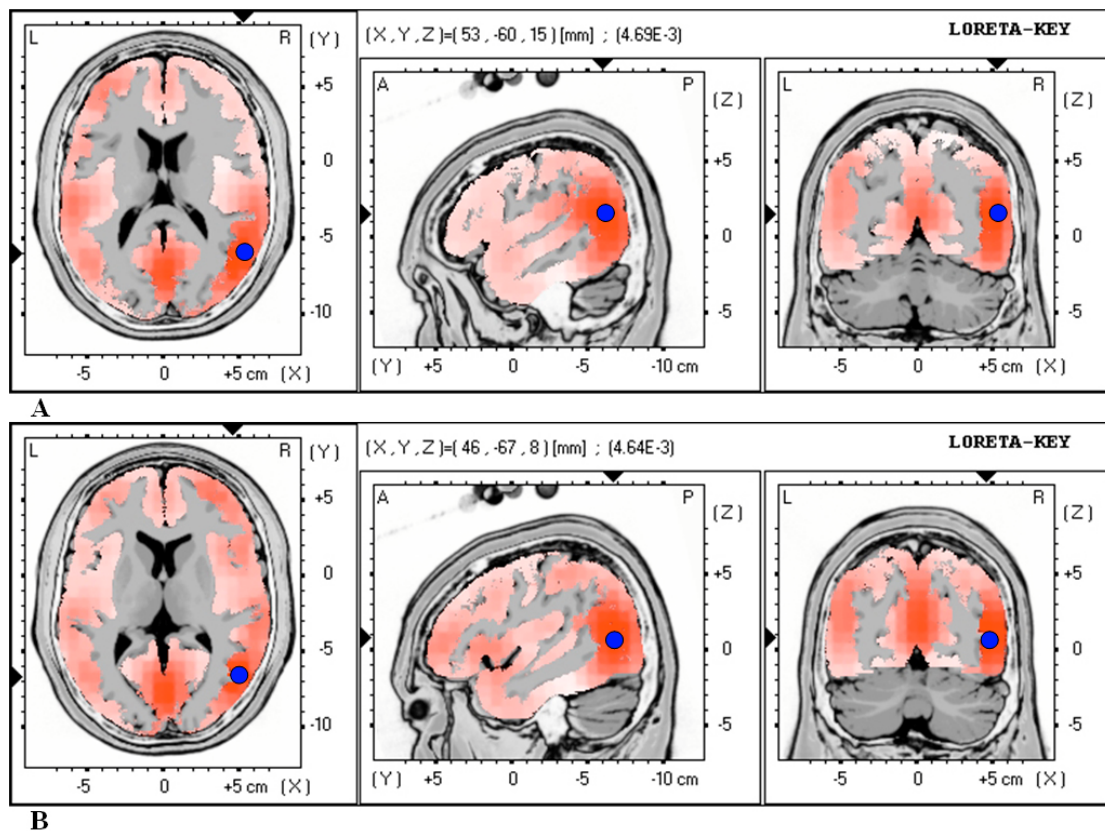 L R (Y) (X,Y,Z)=(53,-60,15)[mm] ; (4.69E-3) LORETA-KEY
A P (Z) L R (Z)
+5 +5 +5
0 0 0
-5 -5 -5
-10
-5 0 +5 cm (X) (Y) +5 0 -5 -10 cm -5 0 +5 cm (X)
A
L R (Y) (X,Y,Z)=(46,-67,8)[mm] ; (4.64E-3) LORETA-KEY
A P (Z) L R (Z)
+5 +5 +5
0 0 0
-5 -5 -5
-10
-5 0 +5 cm (X) (Y) +5 0 -5 -10 cm -5 0 +5 cm (X)
B